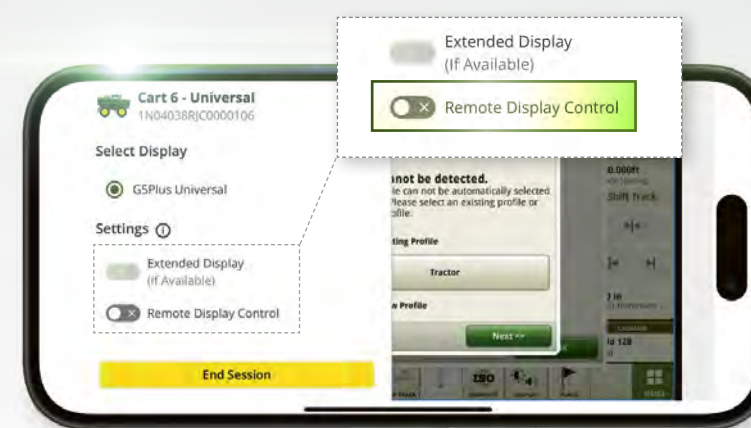 Extended Display
(If Available)
Remote Display Control
Cart 6 - Universal
1N04038RJC0000106
Select Display
G5Plus Universal
Settings
Extended Display
(If Available)
Remote Display Control
End Session
not be detected.
le can not be automatically selected
Please select an existing profile or
ofile.
ting Profile
Tractor
w Profile
Next >>
0.000ft
Shift Track
ISO